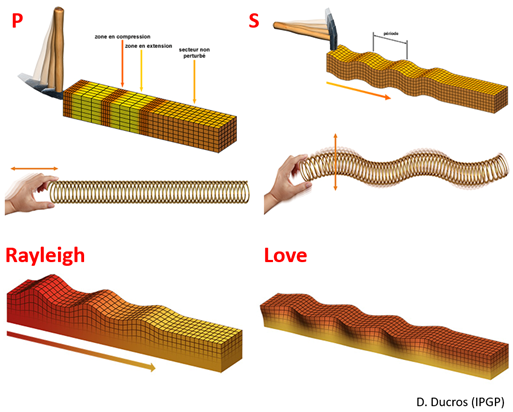 P
zone en compression
zone en extension
secteur non
perturbé
S
période
Rayleigh
Love
D. Ducros (IPGP)